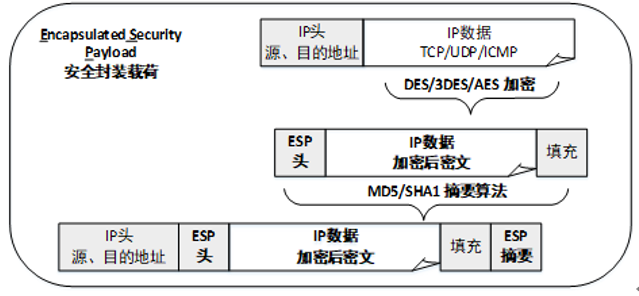 Encapsulated Security
Payload
安全封装载荷
IP头
源、目的地址
IP数据
TCP/UDP/ICMP
DES/3DES/AES 加密
ESP
头
IP数据
加密后密文
填充
MD5/SHA1 摘要算法
IP头
源、目的地址
ESP
头
IP数据
加密后密文
填充
ESP
摘要